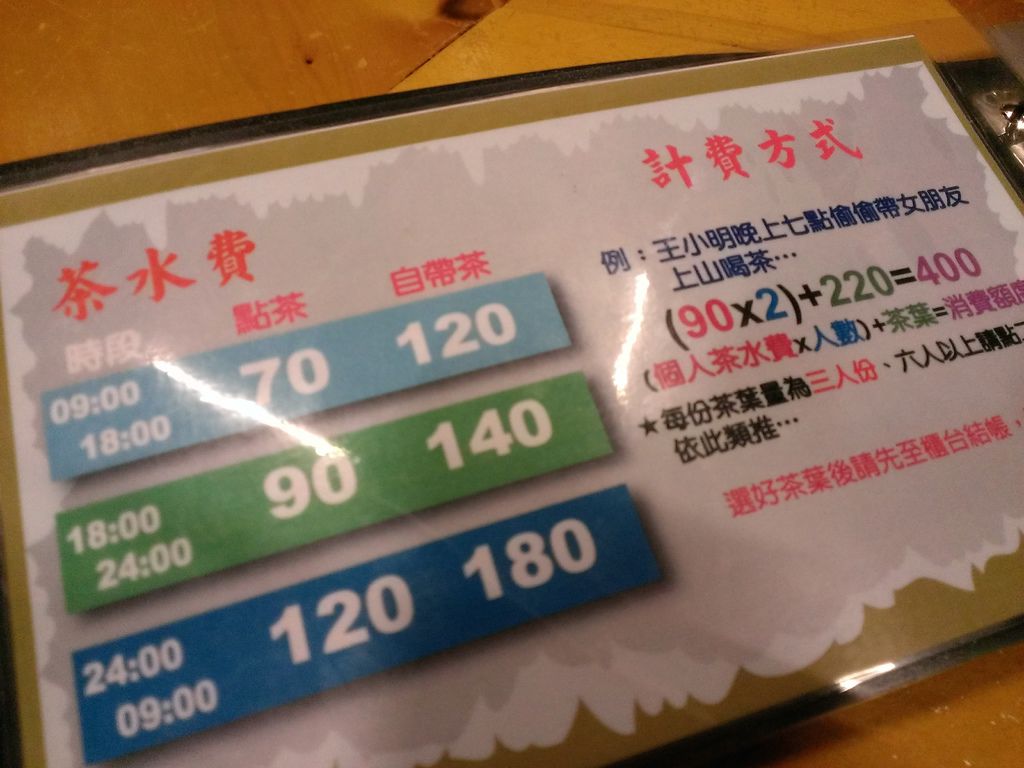 茶水費
時段 點茶 自帶茶
09:00 18:00 70 120
18:00 24:00 90 140
24:00 09:00 120 180
計費方式
例：王小明晚上七點偷偷帶女朋友
上山喝茶…
(90x2)+220=400
(個人茶水費x人數)+茶葉=消費額度
★每份茶葉量為三人份、六人以上請點二
依此類推…
選好茶葉後請先至櫃台結帳，